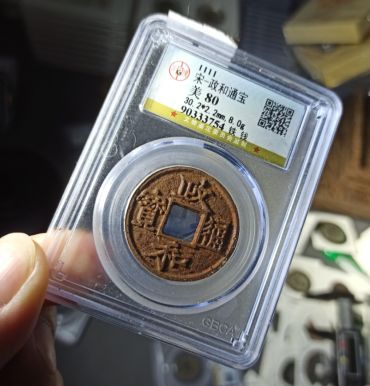 1111
宋-政和通宝
美 80
30.2*2.2mm,8.0g
90333754 铁钱
政
和
通
寶
GBCA